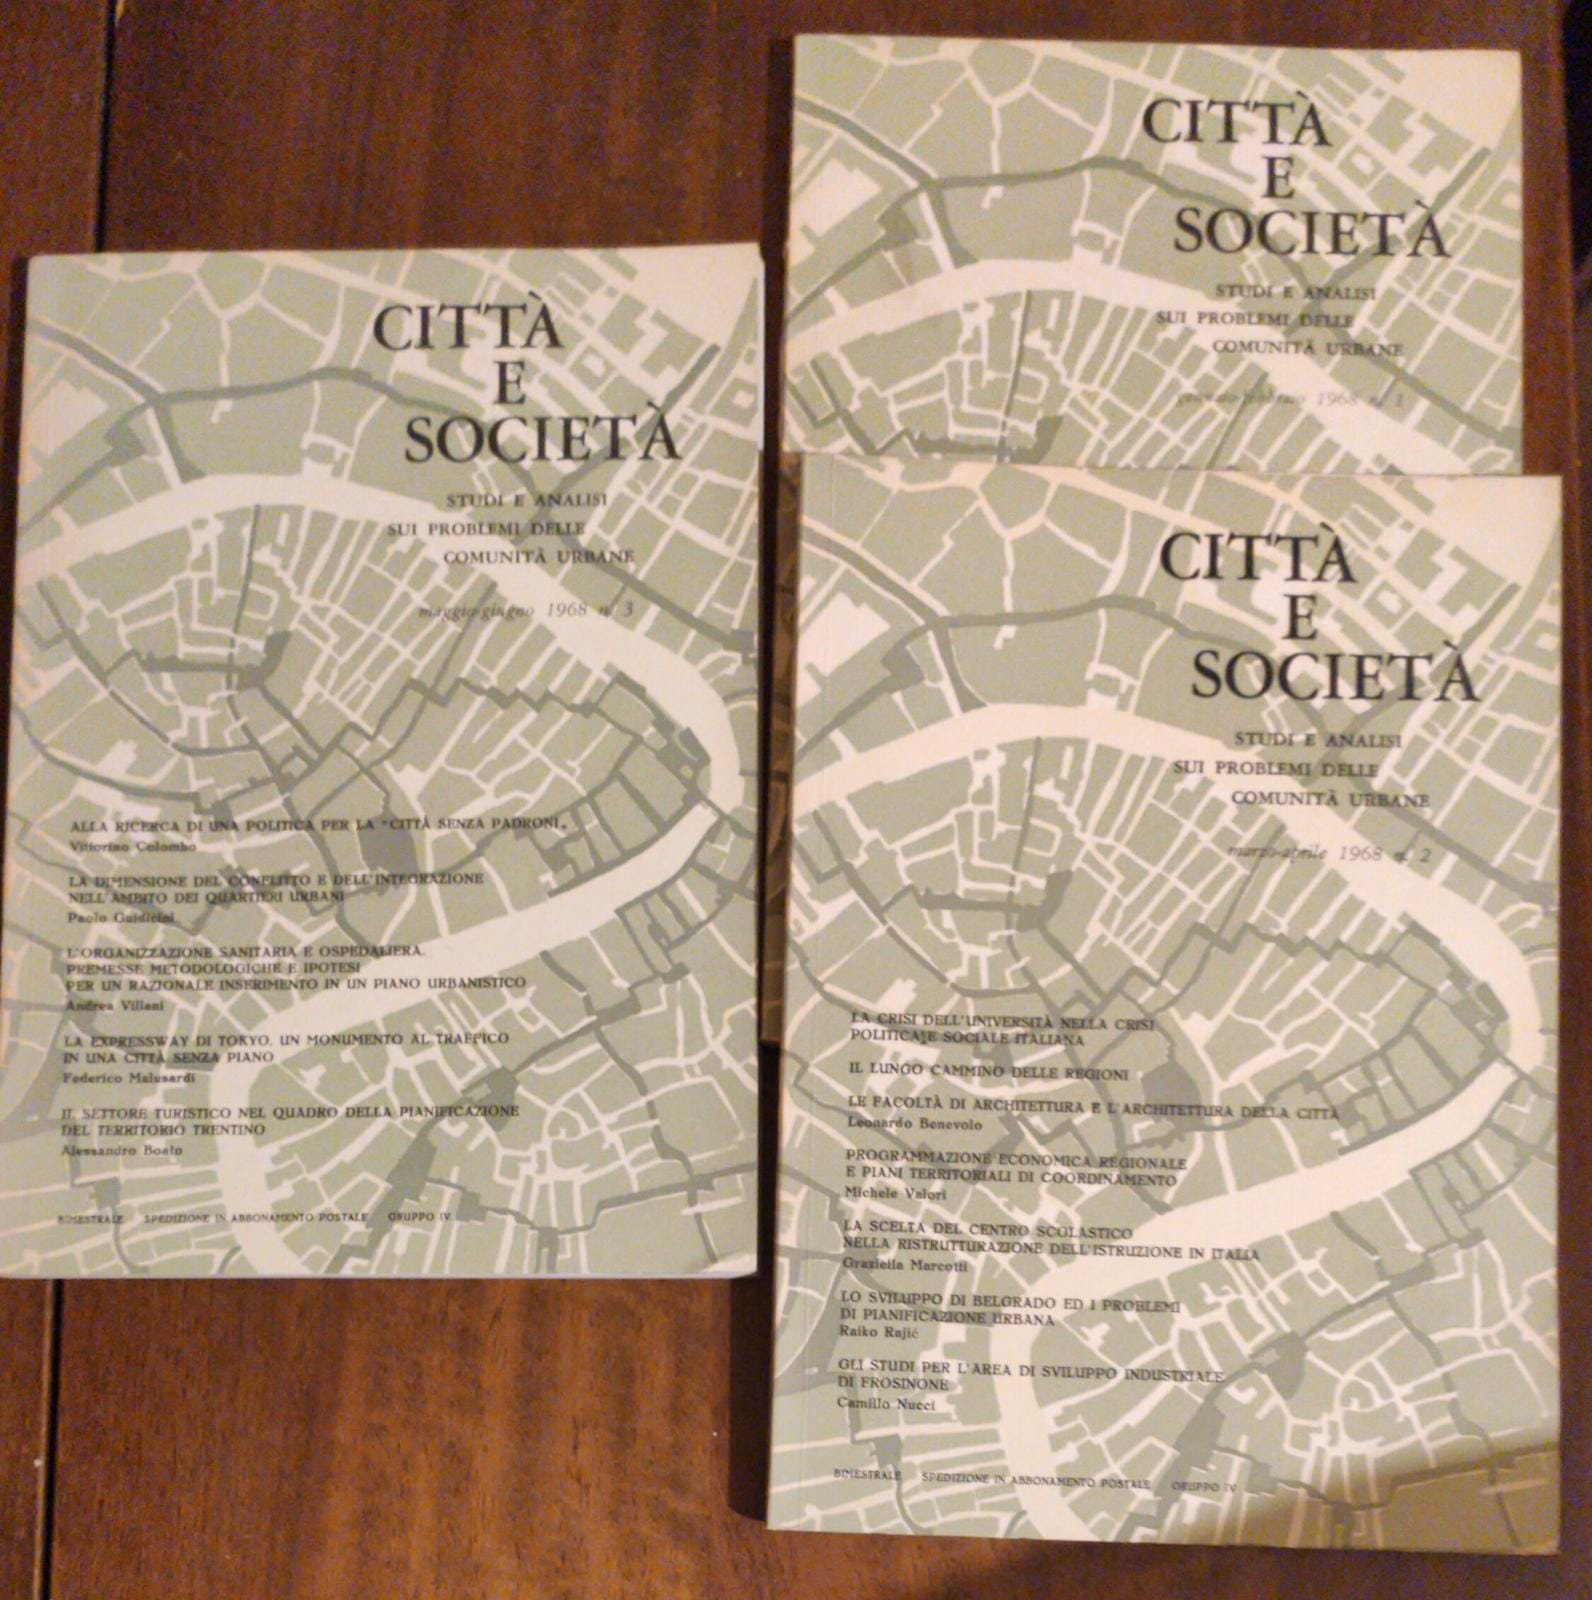 CITTÀ
E
SOCIETÀ
STUDI E ANALISI
SUI PROBLEMI DELLE
COMUNITÀ URBANE
maggio-giugno 1968 n. 3
ALLA RICERCA DI UNA POLITICA PER LA "CITTÀ SENZA PADRONI„
Vittorino Colombo
LA DIMENSIONE DEL CONFLITTO E DELL'INTEGRAZIONE
NELL'AMBITO DEI QUARTIERI URBANI
Paolo Guidicini
L'ORGANIZZAZIONE SANITARIA E OSPEDALIERA.
PREMESSE METODOLOGICHE E IPOTESI
PER UN RAZIONALE INSERIMENTO IN UN PIANO URBANISTICO
Andrea Villani
LA EXPRESSWAY DI TOKYO. UN MONUMENTO AL TRAFFICO
IN UNA CITTÀ SENZA PIANO
Federico Malusardi
IL SETTORE TURISTICO NEL QUADRO DELLA PIANIFICAZIONE
DEL TERRITORIO TRENTINO
Alessandro Boato
BIMESTRALE SPEDIZIONE IN ABBONAMENTO POSTALE GRUPPO IV
CITTÀ
E
SOCIETÀ
STUDI E ANALISI
SUI PROBLEMI DELLE
COMUNITÀ URBANE
gennaio-febbraio 1968 n. 1
CITTÀ
E
SOCIETÀ
STUDI E ANALISI
SUI PROBLEMI DELLE
COMUNITÀ URBANE
marzo-aprile 1968 n. 2
LA CRISI DELL'UNIVERSITÀ NELLA CRISI
POLITICA E SOCIALE ITALIANA
IL LUNGO CAMMINO DELLE REGIONI
LE FACOLTÀ DI ARCHITETTURA E L'ARCHITETTURA DELLA CITTÀ
Leonardo Benevolo
PROGRAMMAZIONE ECONOMICA REGIONALE
E PIANI TERRITORIALI DI COORDINAMENTO
Michele Valori
LA SCELTA DEL CENTRO SCOLASTICO
NELLA RISTRUTTURAZIONE DELL'ISTRUZIONE IN ITALIA
Graziella Marcotti
LO SVILUPPO DI BELGRADO ED I PROBLEMI
DI PIANIFICAZIONE URBANA
Raiko Rajić
GLI STUDI PER L'AREA DI SVILUPPO INDUSTRIALE
DI FROSINONE
Camillo Nucci
BIMESTRALE SPEDIZIONE IN ABBONAMENTO POSTALE GRUPPO IV